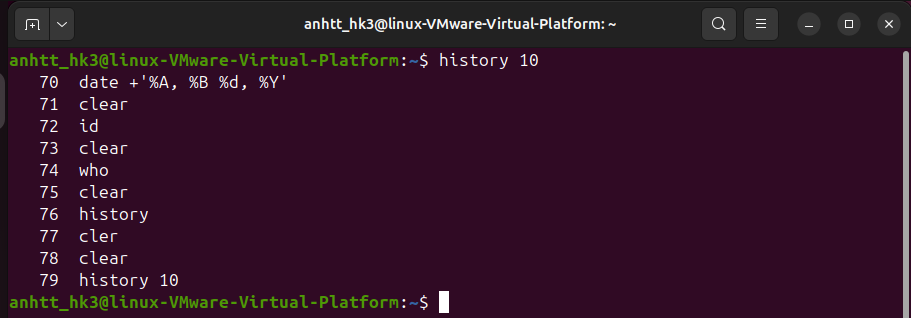 anhtt_hk3@linux-VMware-Virtual-Platform: ~
anhtt_hk3@linux-VMware-Virtual-Platform:~$ history 10
70 date +'%A, %B %d, %Y'
71 clear
72 id
73 clear
74 who
75 clear
76 history
77 cler
78 clear
79 history 10
anhtt_hk3@linux-VMware-Virtual-Platform:~$